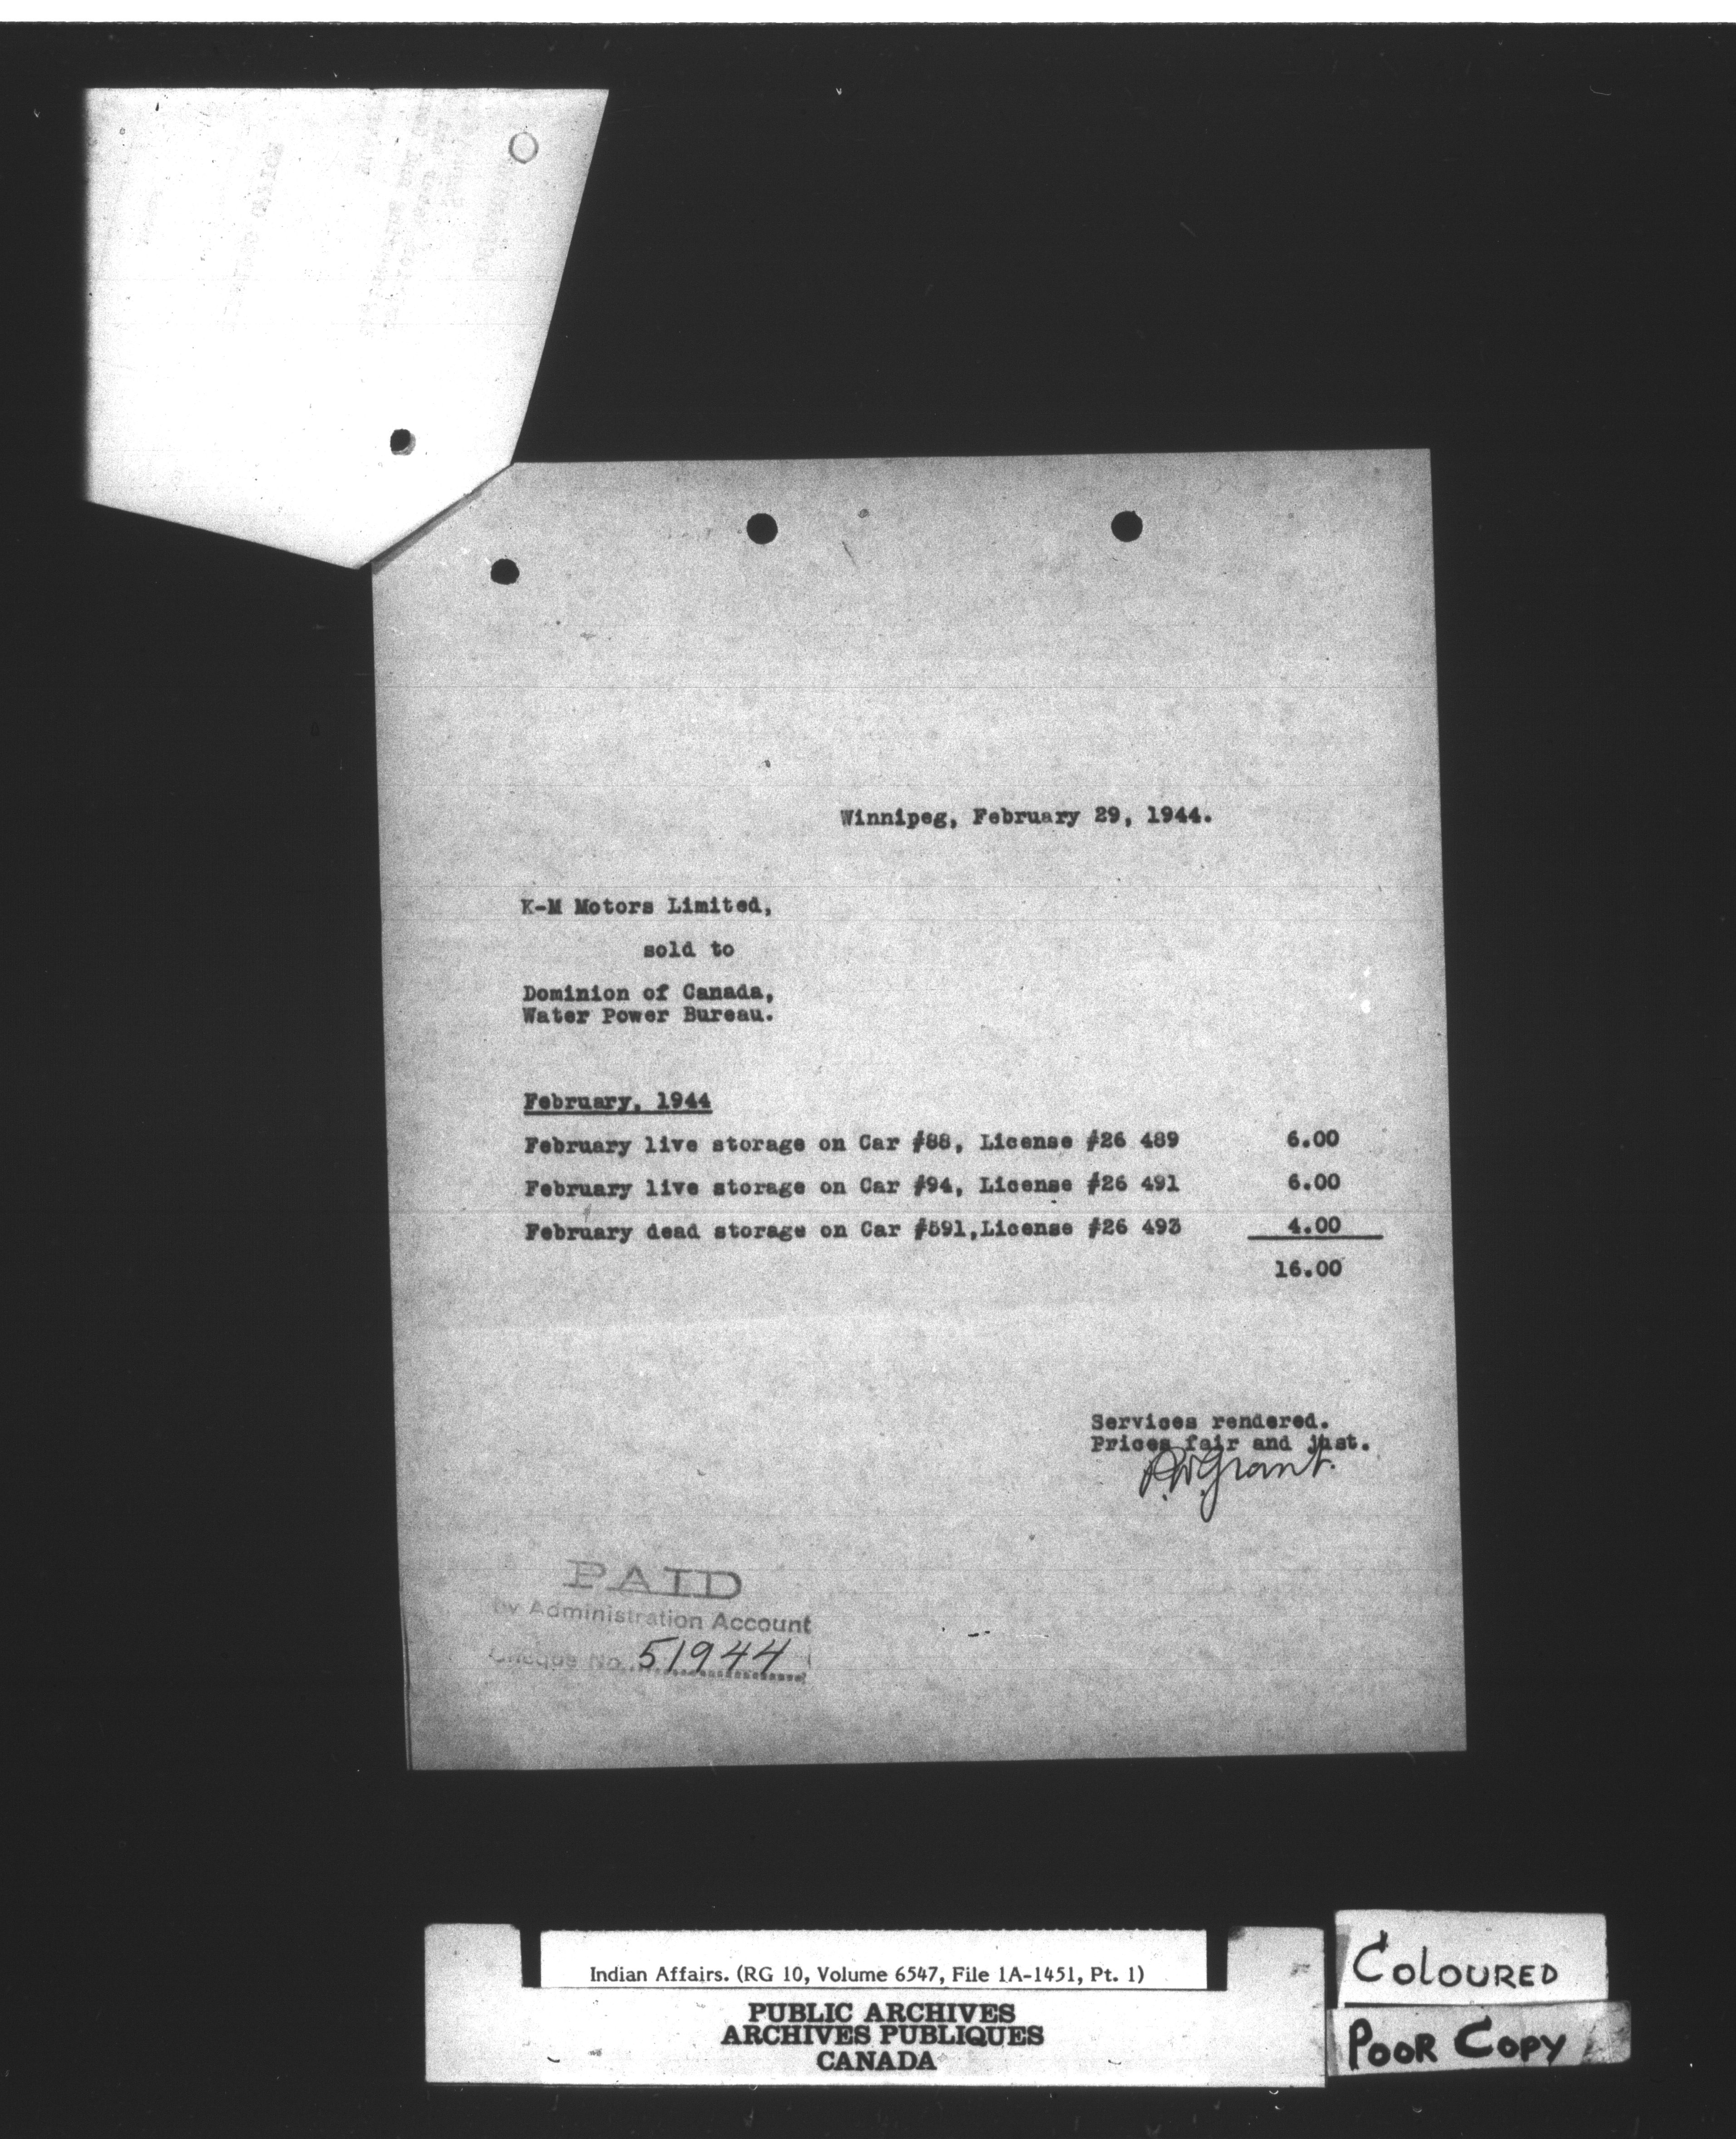 Winnipeg, February 29, 1944.
K-M Motors Limited,
sold to
Dominion of Canada,
Water Power Bureau.
February, 1944
February live storage on Car #88, License #26 489 6.00
February live storage on Car #94, License #26 491 6.00
February dead storage on Car #591,License #26 493 4.00
16.00
Services rendered.
Prices fair and just.
P.W.Grant.
PAID
by Administration Account
Cheque No. 51944
Indian Affairs. (RG 10, Volume 6547, File 1A-1451, Pt. 1)
PUBLIC ARCHIVES
ARCHIVES PUBLIQUES
CANADA
COLOURED
POOR COPY